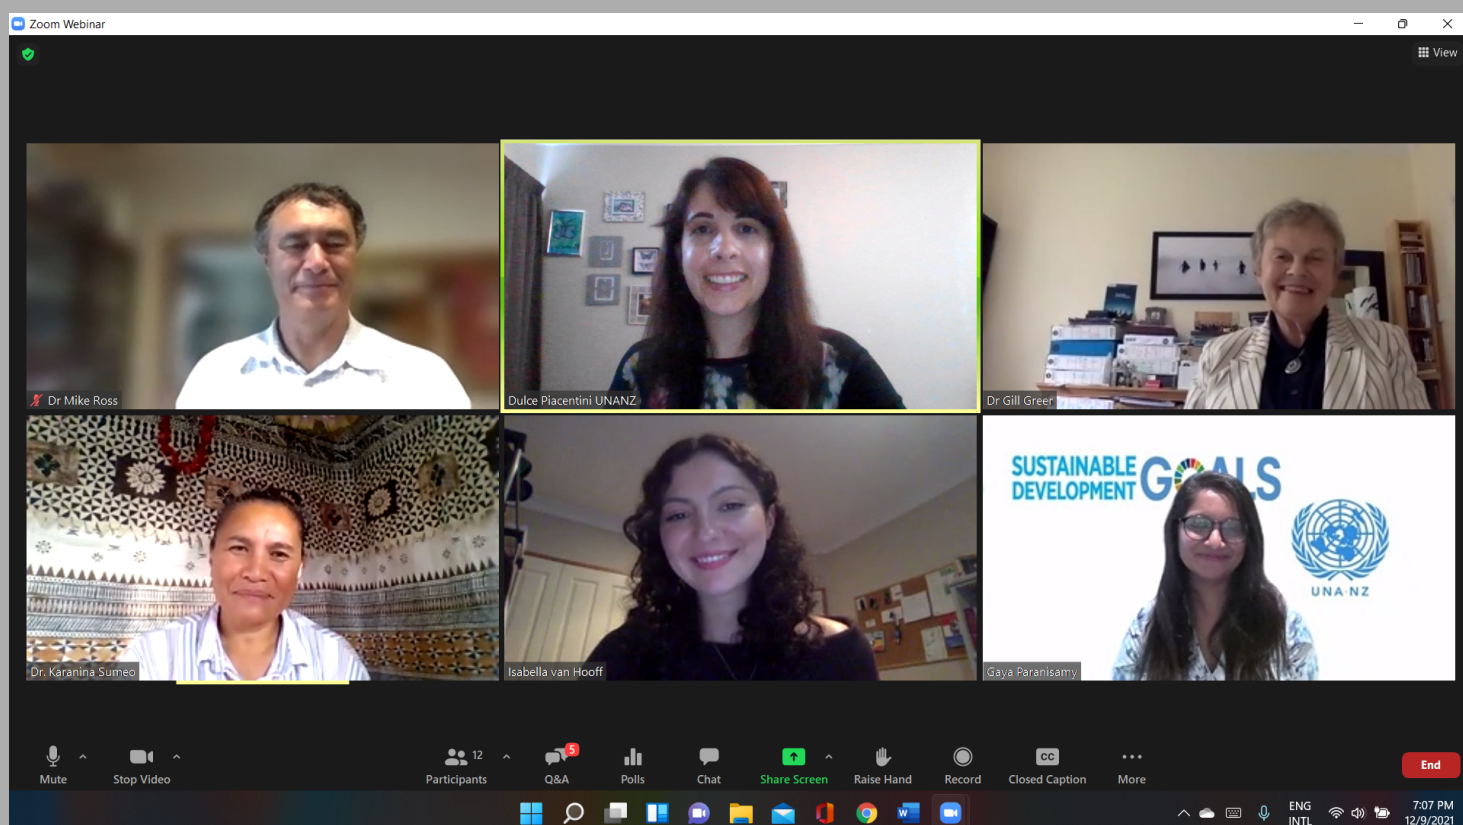 Zoom Webinar
View
Dr Mike Ross
Dulce Piacentini UNANZ
Dr Gill Greer
SUSTAINABLE
DEVELOPMENT GOALS
UNA-NZ
Dr. Karanina Sumeo
Isabella van Hooff
Gaya Paranisamy
Mute
Stop Video
Participants
12
Q&A
5
Polls
Chat
Share Screen
Raise Hand
Record
CC
Closed Caption
More
End
ENG
INTL
7:07 PM
12/9/2021